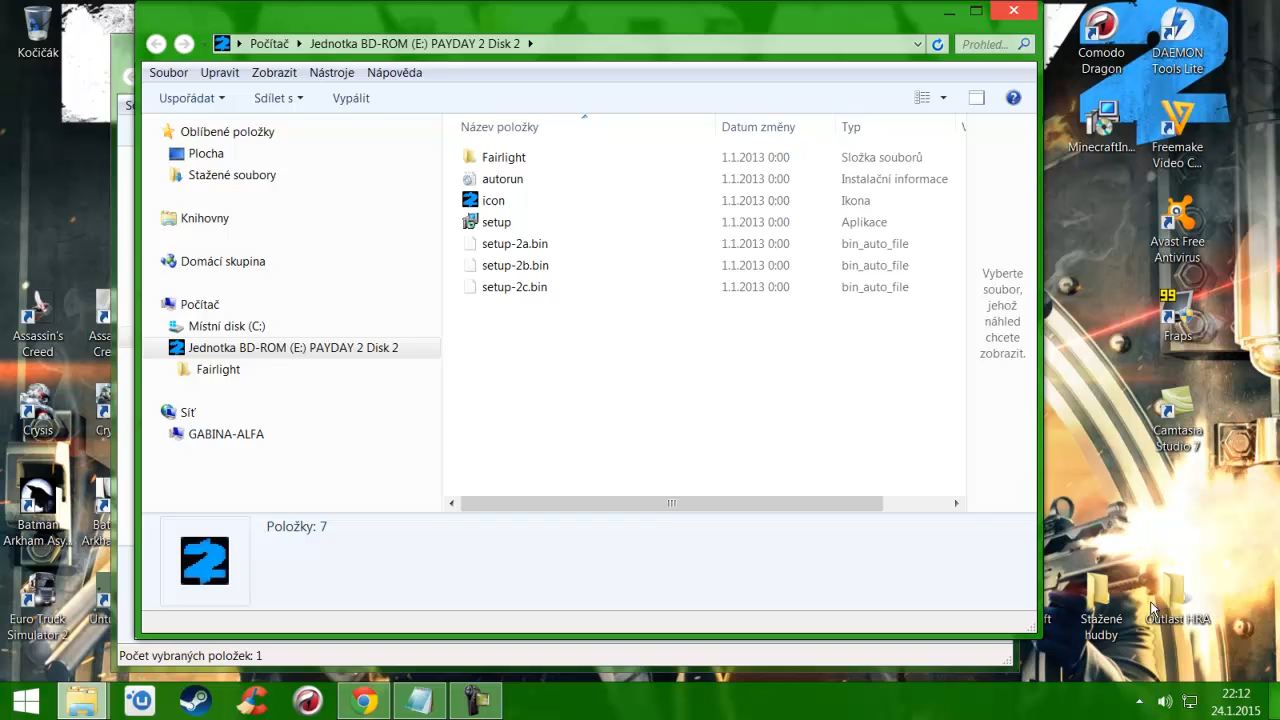 Kočičák
Počítač
Jednotka BD-ROM (E:) PAYDAY 2 Disk 2
Prohled...
Soubor
Upravit
Zobrazit
Nástroje
Nápověda
Uspořádat
Sdílet s
Vypálit
Název položky
Datum změny
Typ
Oblíbené položky
Plocha
Stažené soubory
Knihovny
Domácí skupina
Počítač
Místní disk (C:)
Jednotka BD-ROM (E:) PAYDAY 2 Disk 2
Fairlight
Síť
GABINA-ALFA
Fairlight 1.1.2013 0:00 Složka souborů
autorun 1.1.2013 0:00 Instalační informace
icon 1.1.2013 0:00 Ikona
setup 1.1.2013 0:00 Aplikace
setup-2a.bin 1.1.2013 0:00 bin_auto_file
setup-2b.bin 1.1.2013 0:00 bin_auto_file
setup-2c.bin 1.1.2013 0:00 bin_auto_file
Vyberte
soubor,
jehož
náhled
chcete
zobrazit.
Položky: 7
Počet vybraných položek: 1
Assassin's
Creed
Crysis
Batman
Arkham Asy...
Euro Truck
Simulator 2
Comodo
Dragon
DAEMON
Tools Lite
MinecraftIn...
Freemake
Video C...
Avast Free
Antivirus
99
Fraps
Camtasia
Studio 7
Stažené
hudby
Outlast HRA
22:12
24.1.2015